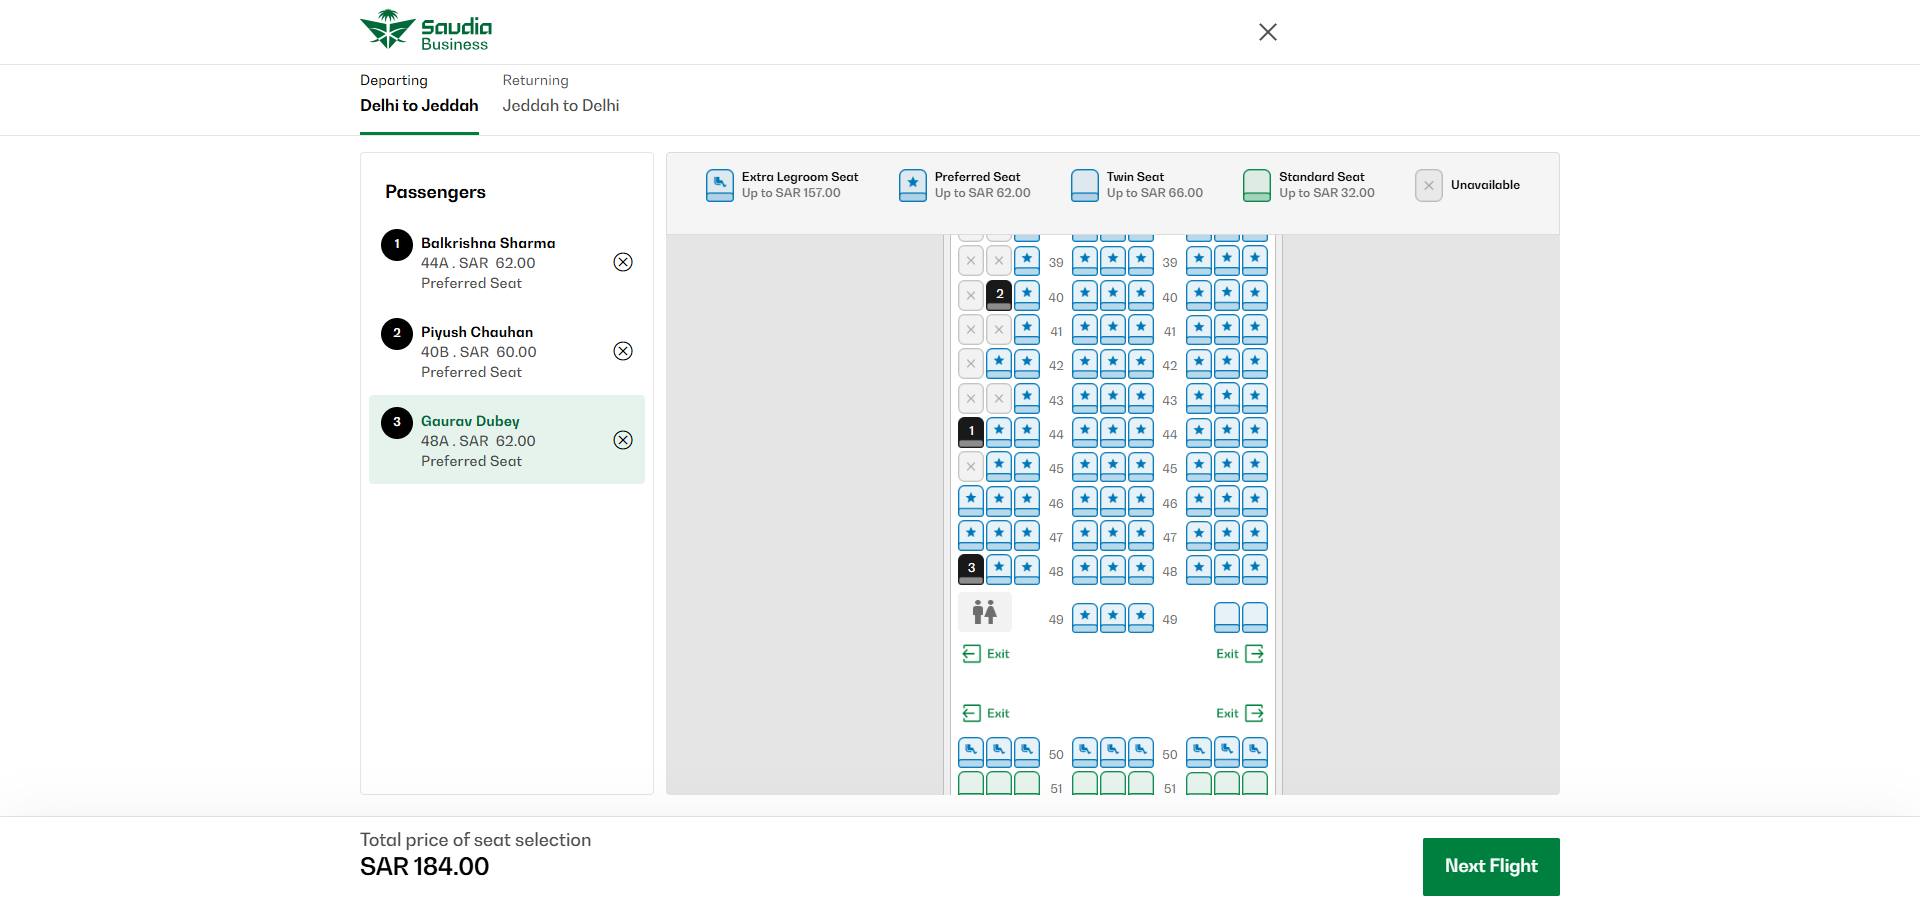 Saudia
Business
Departing
Delhi to Jeddah
Returning
Jeddah to Delhi
Passengers
1
Balkrishna Sharma
44A . SAR 62.00
Preferred Seat
2
Piyush Chauhan
40B . SAR 60.00
Preferred Seat
3
Gaurav Dubey
48A . SAR 62.00
Preferred Seat
Extra Legroom Seat
Up to SAR 157.00
Preferred Seat
Up to SAR 62.00
Twin Seat
Up to SAR 66.00
Standard Seat
Up to SAR 32.00
Unavailable
39 39
2 40 40
41 41
42 42
43 43
1 44 44
45 45
46 46
47 47
3 48 48
49 49
Exit Exit
Exit Exit
50 50
51 51
Total price of seat selection
SAR 184.00
Next Flight